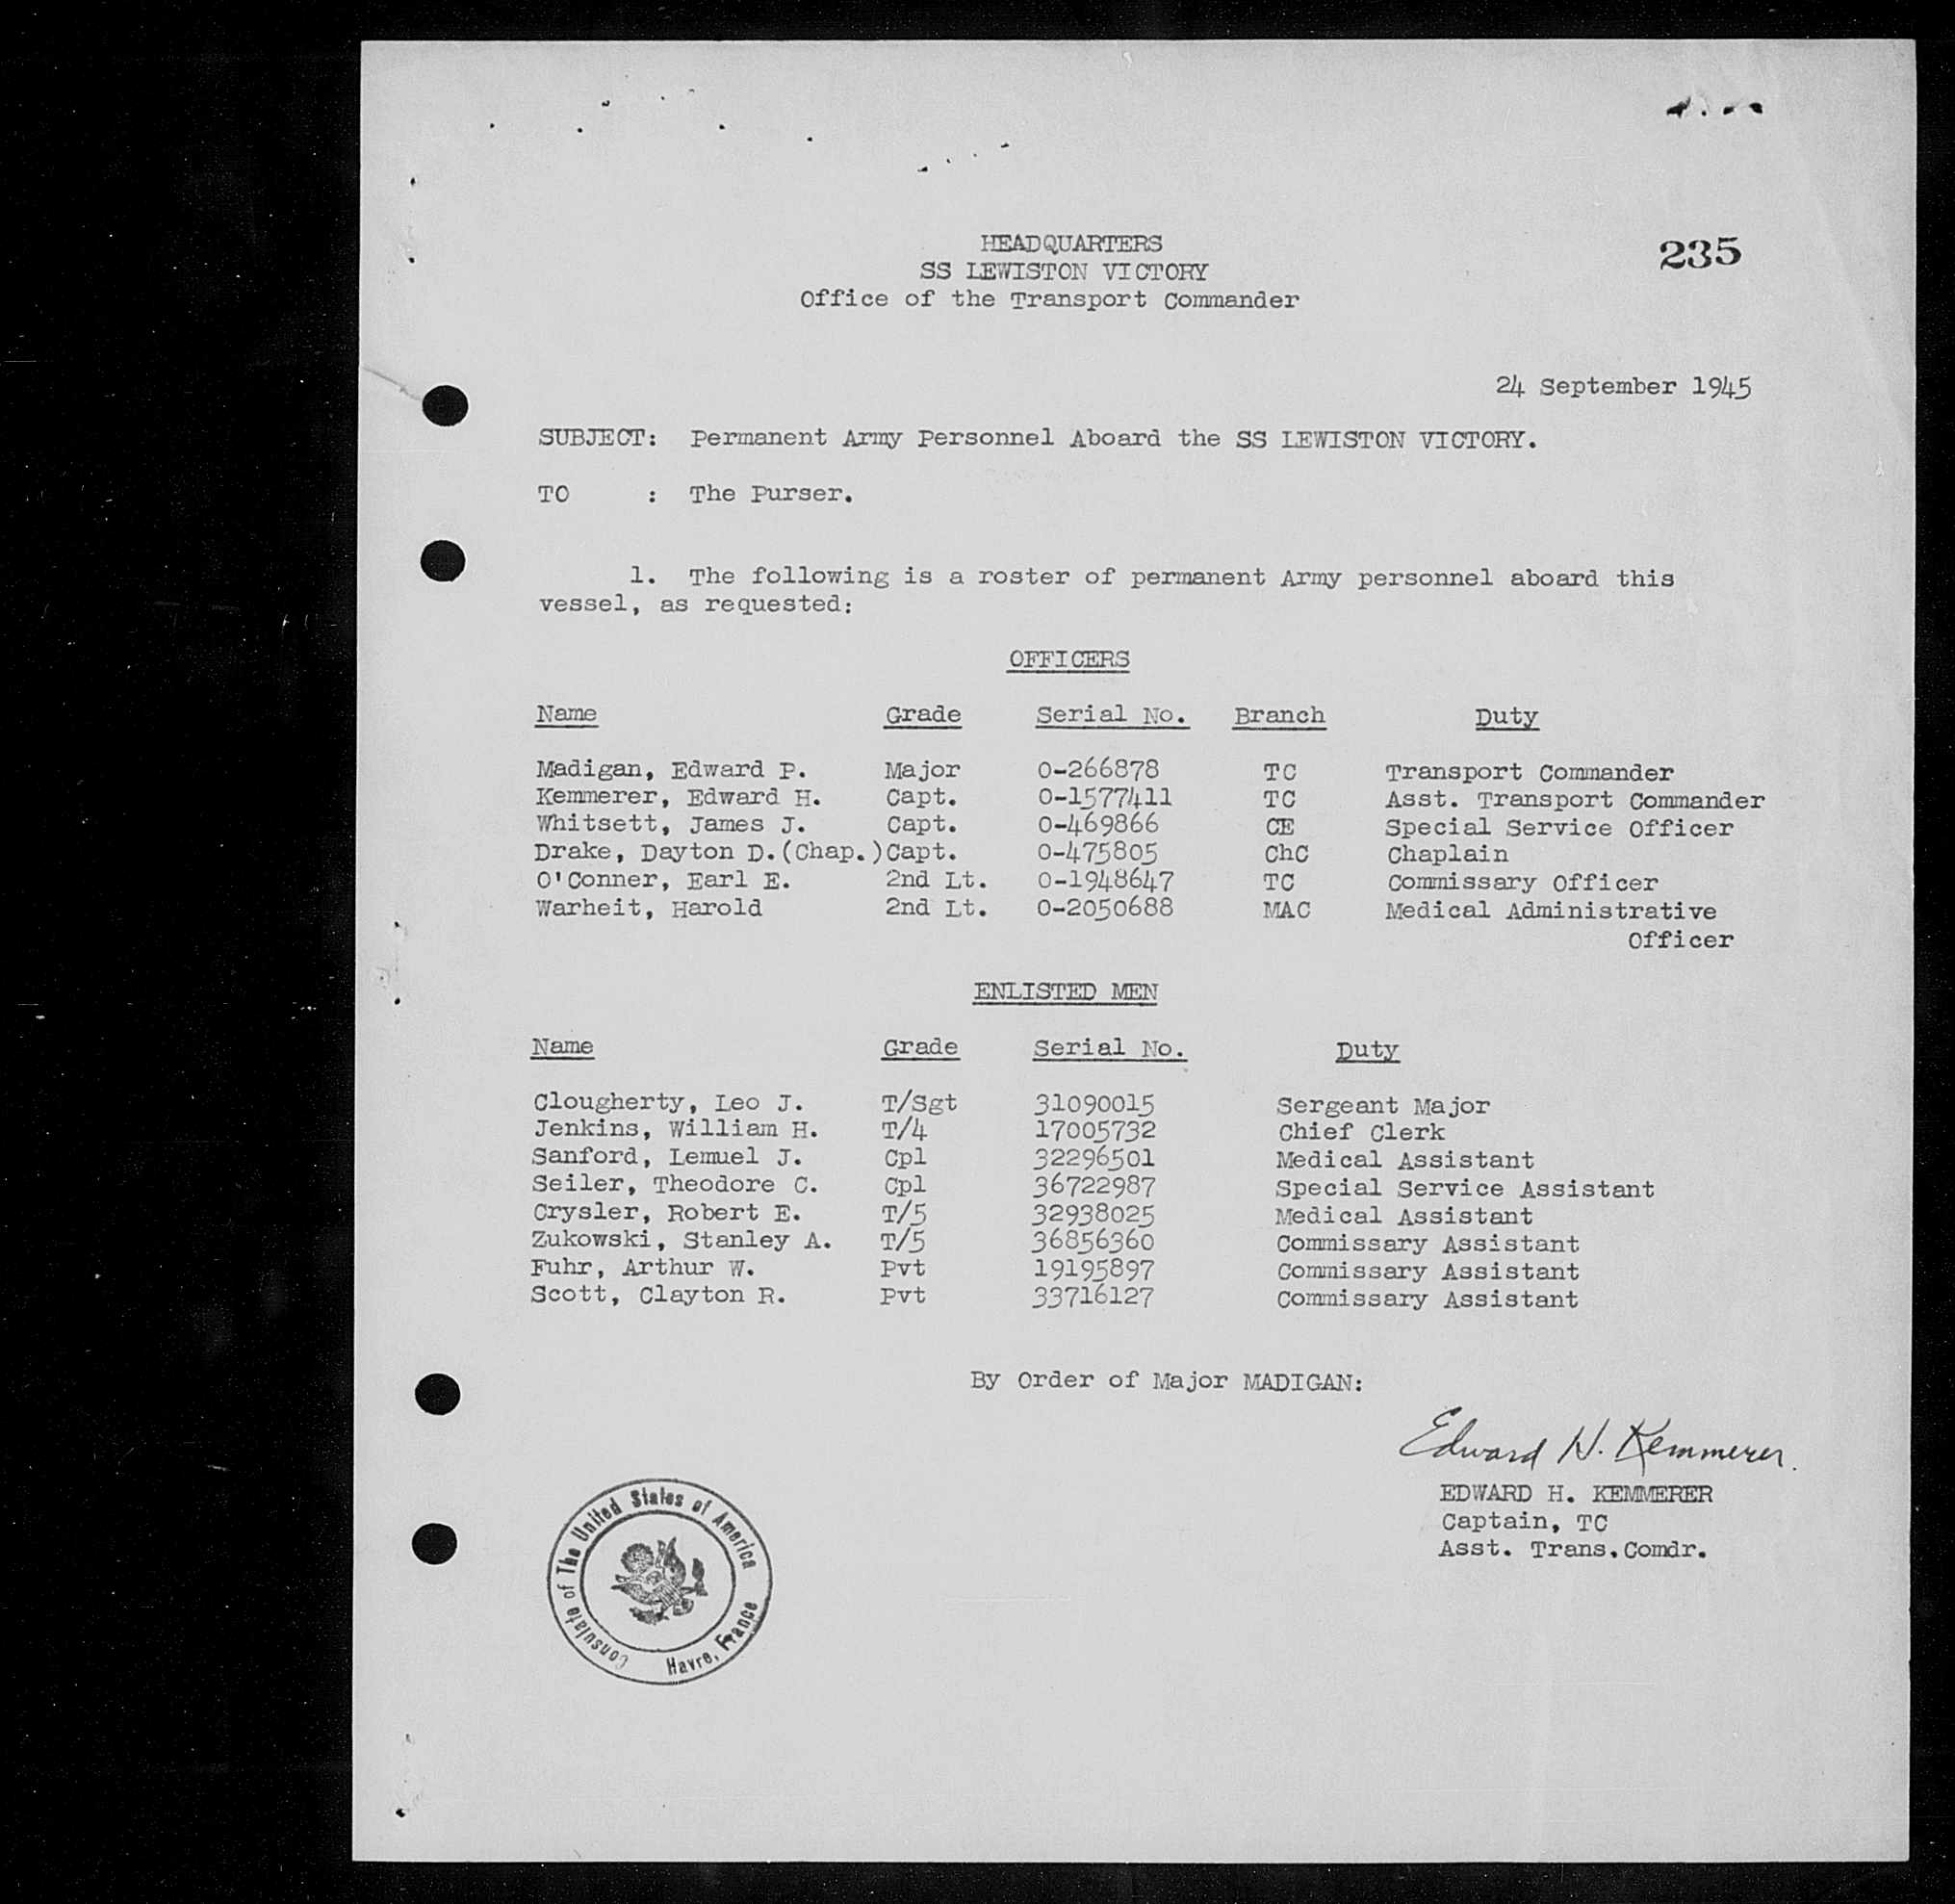 HEADQUARTERS
SS LEWISTON VICTORY
Office of the Transport Commander
235
24 September 1945
SUBJECT: Permanent Army Personnel Aboard the SS LEWISTON VICTORY.
TO : The Purser.
1. The following is a roster of permanent Army personnel aboard this
vessel, as requested:
OFFICERS
Name Grade Serial No. Branch Duty
Madigan, Edward P. Major O-266878 TC Transport Commander
Kemmerer, Edward H. Capt. O-1577411 TC Asst. Transport Commander
Whitsett, James J. Capt. O-469866 CE Special Service Officer
Drake, Dayton D.(Chap.)Capt. O-475805 ChC Chaplain
O'Conner, Earl E. 2nd Lt. O-1948647 TC Commissary Officer
Warheit, Harold 2nd Lt. O-2050688 MAC Medical Administrative
Officer
ENLISTED MEN
Name Grade Serial No. Duty
Clougherty, Leo J. T/Sgt 31090015 Sergeant Major
Jenkins, William H. T/4 17005732 Chief Clerk
Sanford, Lemuel J. Cpl 32296501 Medical Assistant
Seiler, Theodore C. Cpl 36722987 Special Service Assistant
Crysler, Robert E. T/5 32938025 Medical Assistant
Zukowski, Stanley A. T/5 36856360 Commissary Assistant
Fuhr, Arthur W. Pvt 19195897 Commissary Assistant
Scott, Clayton R. Pvt 33716127 Commissary Assistant
By Order of Major MADIGAN:
Edward H. Kemmerer.
EDWARD H. KEMMERER
Captain, TC
Asst. Trans.Comdr.
Consulate of The United States of America
Havre, France